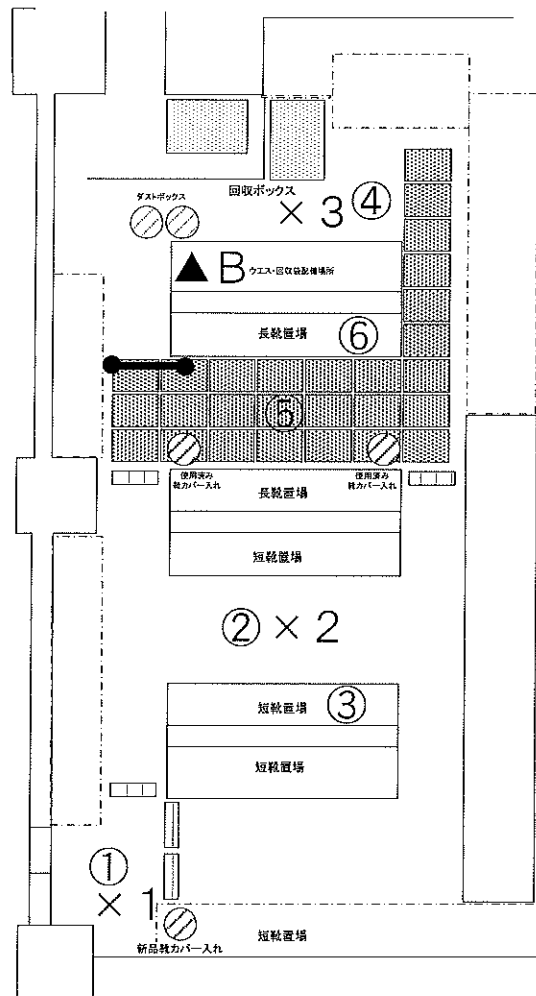 回収ボックス
ダストボックス
× 3 ④
▲ B ウエス・回収袋配備場所
長靴置場 ⑥
⑤
使用済み
靴カバー入れ
使用済み
靴カバー入れ
長靴置場
短靴置場
② × 2
短靴置場 ③
短靴置場
①
× 1
新品靴カバー入れ
短靴置場